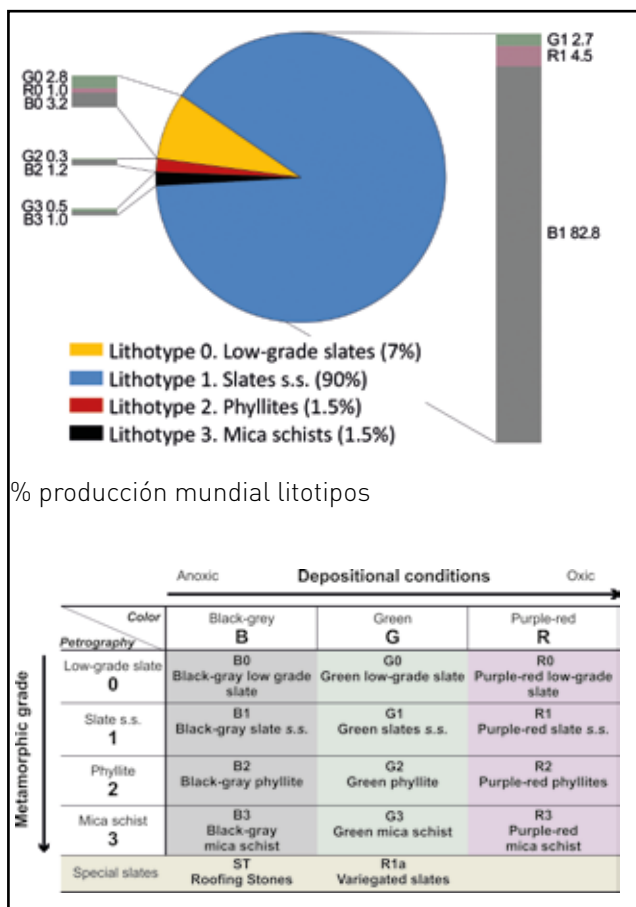 G1 2.7
R1 4.5
G0 2.8
R0 1.0
B0 3.2
G2 0.3
B2 1.2
G3 0.5
B3 1.0
B1 82.8
Lithotype 0. Low-grade slates (7%)
Lithotype 1. Slates s.s. (90%)
Lithotype 2. Phyllites (1.5%)
Lithotype 3. Mica schists (1.5%)
% producción mundial litotipos
Anoxic Depositional conditions Oxic
Color Black-grey Green Purple-red
Petrography B G R
Metamorphic grade
Low-grade slate B0 G0 R0
0 Black-gray low grade Green low-grade slate Purple-red low-grade
slate slate
Slate s.s. B1 G1 R1
1 Black-gray slate s.s. Green slates s.s. Purple-red slate s.s.
Phyllite B2 G2 R2
2 Black-gray phyllite Green phyllite Purple-red phyllites
Mica schist B3 G3 R3
3 Black-gray Green mica schist Purple-red
mica schist mica schist
Special slates ST R1a
Roofing Stones Variegated slates